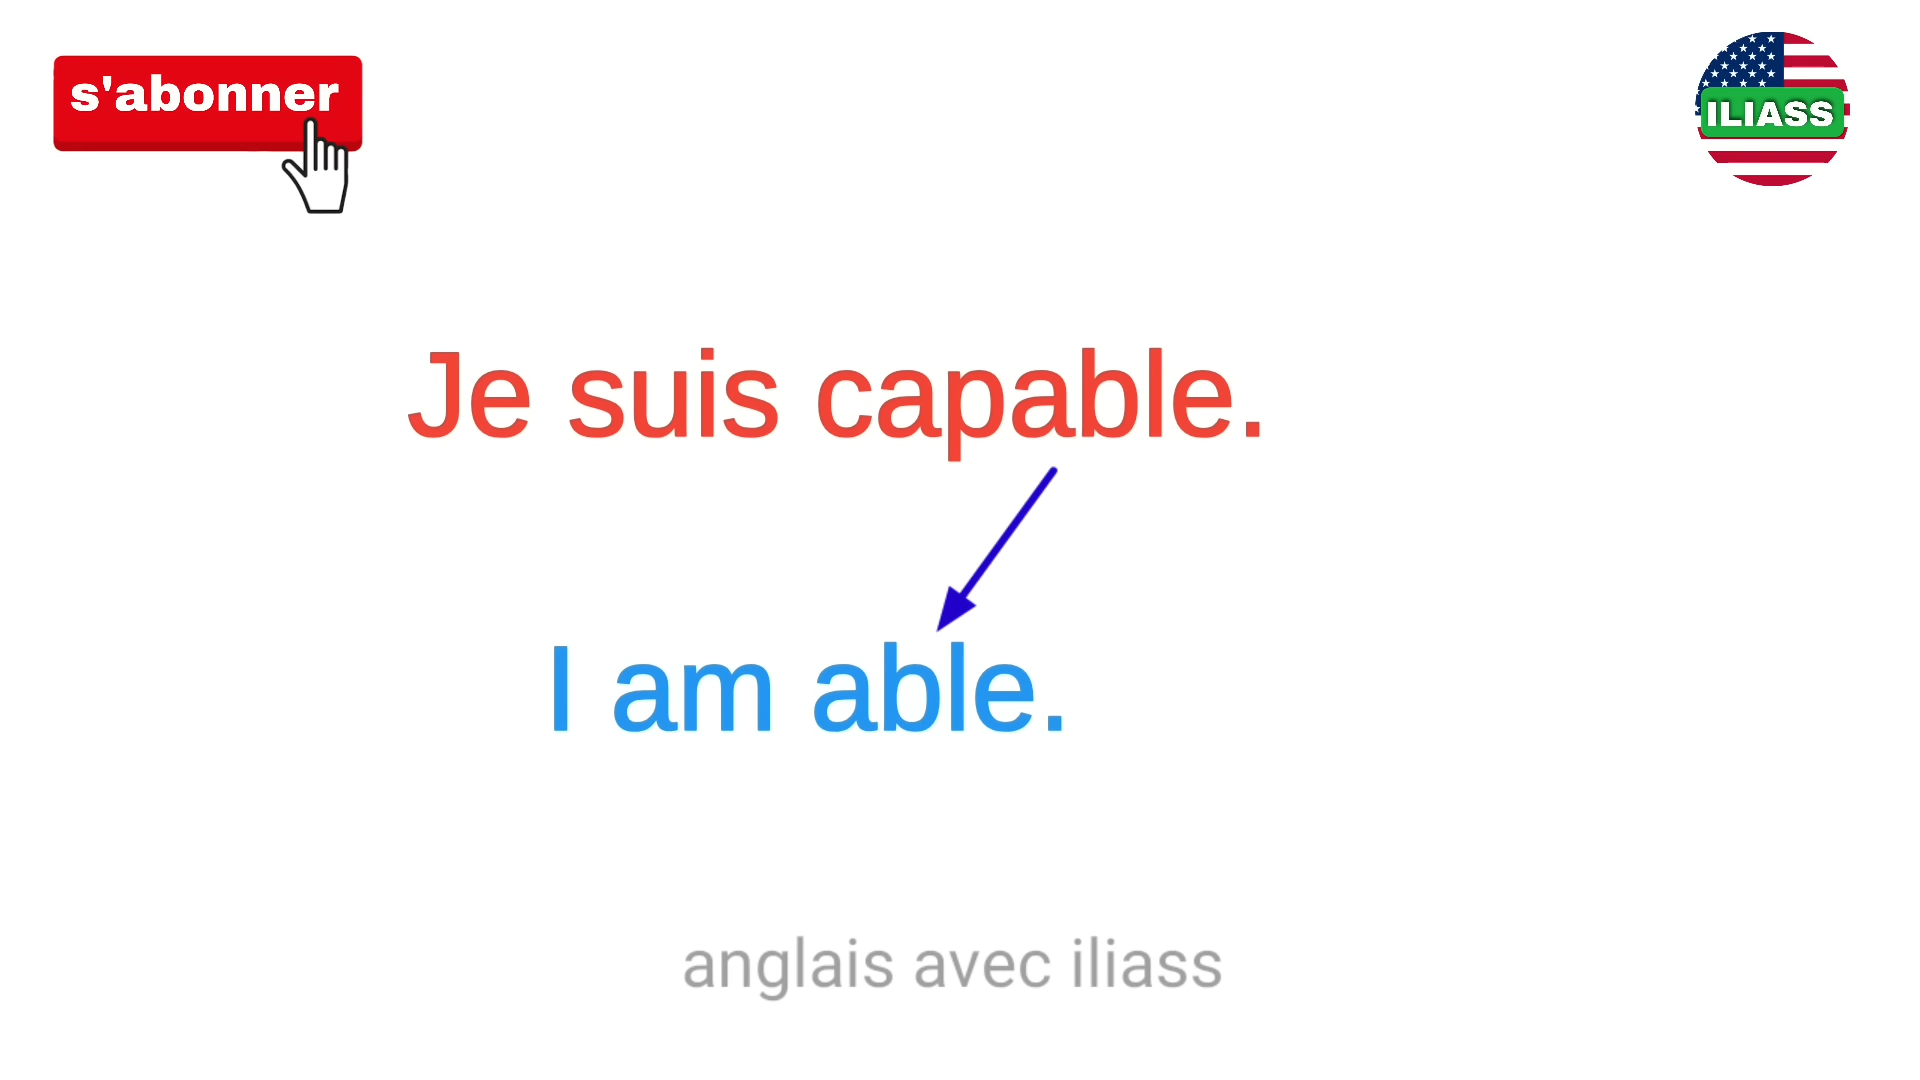 s'abonner
ILIASS
Je suis capable.
I am able.
anglais avec iliass